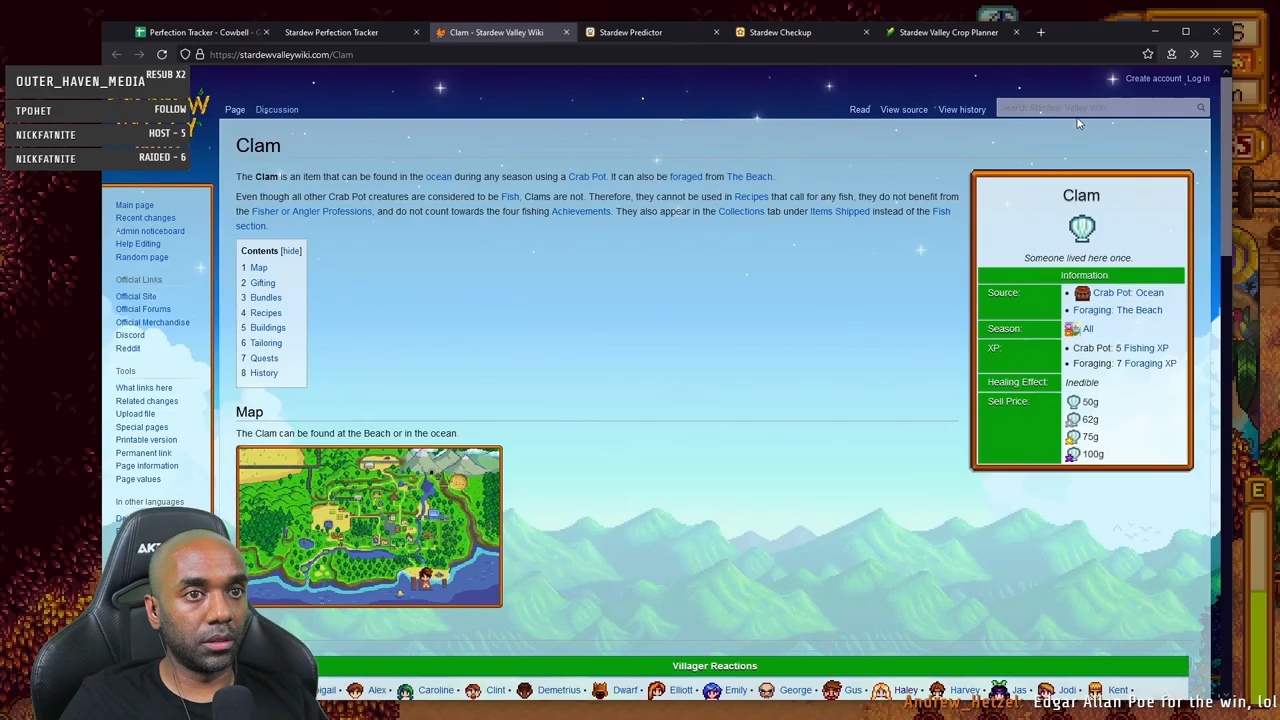 Perfection Tracker - Cowbell -
Stardew Perfection Tracker
Clam - Stardew Valley Wiki
Stardew Predictor
Stardew Checkup
Stardew Valley Crop Planner
https://stardewvalleywiki.com/Clam
OUTER_HAVEN_MEDIA RESUB X2
TPOHET FOLLOW
NICKFATNITE HOST - 5
NICKFATNITE RAIDED - 6
Create account Log in
Page Discussion Read View source View history Search Stardew Valley Wiki
Clam
The Clam is an item that can be found in the ocean during any season using a Crab Pot. It can also be foraged from The Beach.
Even though all other Crab Pot creatures are considered to be Fish, Clams are not. Therefore, they cannot be used in Recipes that call for any fish, they do not benefit from
the Fisher or Angler Professions, and do not count towards the four fishing Achievements. They also appear in the Collections tab under Items Shipped instead of the Fish
section.
Contents [hide]
1 Map
2 Gifting
3 Bundles
4 Recipes
5 Buildings
6 Tailoring
7 Quests
8 History
Map
The Clam can be found at the Beach or in the ocean.
Villager Reactions
Alex • Caroline • Clint • Demetrius • Dwarf • Elliott • Emily • George • Gus • Haley • Harvey • Jas • Jodi • Kent •
Main page
Recent changes
Admin noticeboard
Help Editing
Random page
Official Links
Official Site
Official Forums
Official Merchandise
Discord
Reddit
Tools
What links here
Related changes
Upload file
Special pages
Printable version
Permanent link
Page information
Page values
In other languages
Clam
Someone lived here once.
Information
Source: • Crab Pot: Ocean
• Foraging: The Beach
Season: All
XP: • Crab Pot: 5 Fishing XP
• Foraging: 7 Foraging XP
Healing Effect: Inedible
Sell Price: 50g
62g
75g
100g
E
Andrew_Hetzel: Edgar Allan Poe for the win, lol